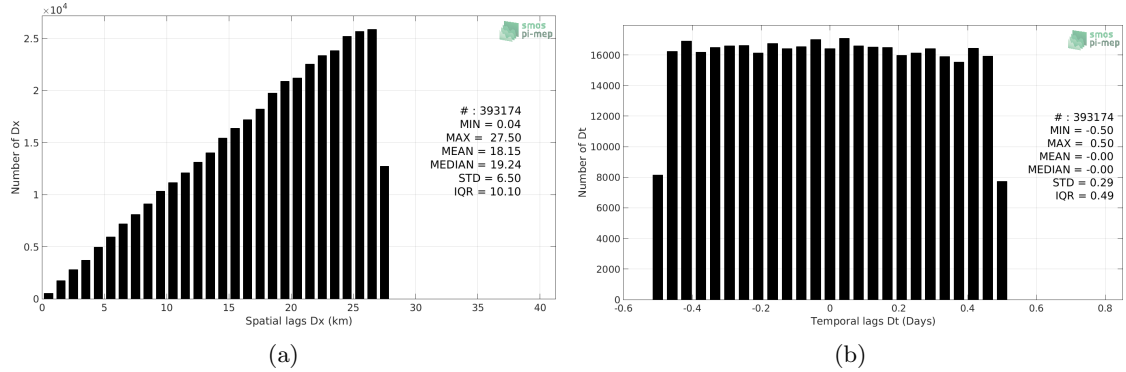 ×10⁴
2.5
2
1.5
1
0.5
0
Number of Dx
0 5 10 15 20 25 30 35 40
Spatial lags Dx (km)
smos
pi-mep
# : 393174
MIN = 0.04
MAX = 27.50
MEAN = 18.15
MEDIAN = 19.24
STD = 6.50
IQR = 10.10
(a)
16000
14000
12000
10000
8000
6000
4000
2000
0
Number of Dt
-0.6 -0.4 -0.2 0 0.2 0.4 0.6 0.8
Temporal lags Dt (Days)
smos
pi-mep
# : 393174
MIN = -0.50
MAX = 0.50
MEAN = -0.00
MEDIAN = -0.00
STD = 0.29
IQR = 0.49
(b)